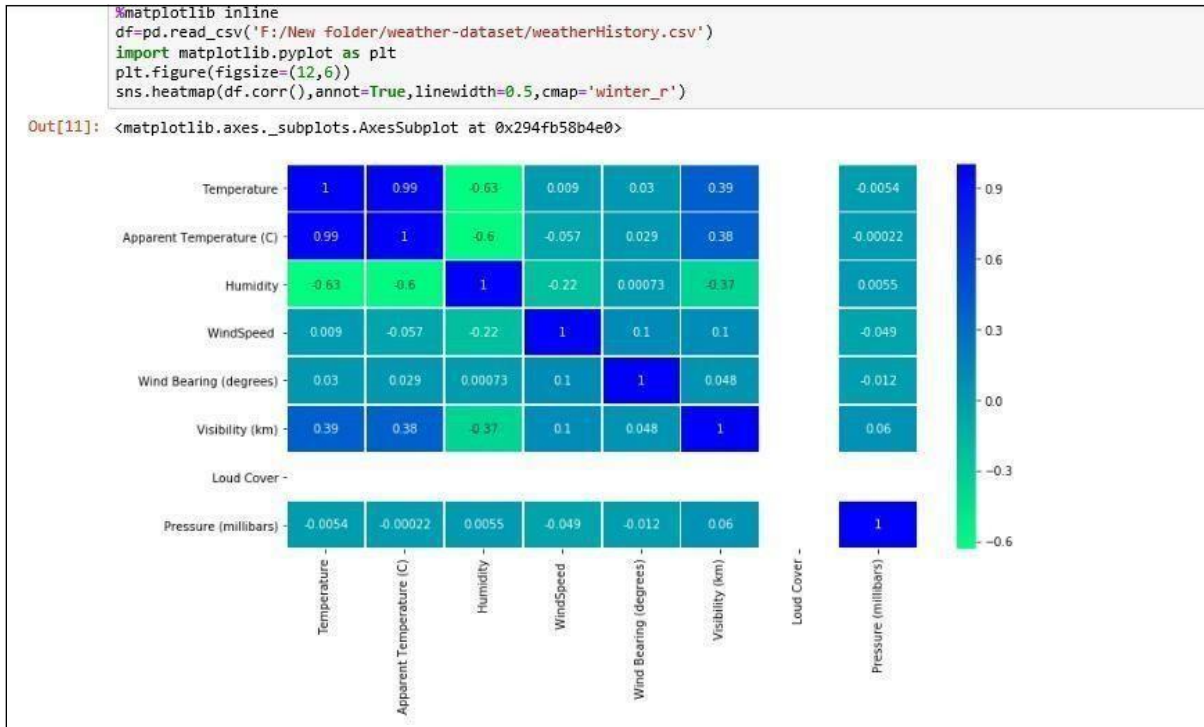 %matplotlib inline
df=pd.read_csv('F:/New folder/weather-dataset/weatherHistory.csv')
import matplotlib.pyplot as plt
plt.figure(figsize=(12,6))
sns.heatmap(df.corr(),annot=True,linewidth=0.5,cmap='winter_r')
Out[11]: <matplotlib.axes._subplots.AxesSubplot at 0x294fb58b4e0>
Temperature 1 0.99 -0.63 0.009 0.03 0.39 -0.0054
Apparent Temperature (C) 0.99 1 -0.6 -0.057 0.029 0.38 -0.00022
Humidity -0.63 -0.6 1 -0.22 0.00073 -0.37 0.0055
WindSpeed 0.009 -0.057 -0.22 1 0.1 0.1 -0.049
Wind Bearing (degrees) 0.03 0.029 0.00073 0.1 1 0.048 -0.012
Visibility (km) 0.39 0.38 -0.37 0.1 0.048 1 0.06
Loud Cover
Pressure (millibars) -0.0054 -0.00022 0.0055 -0.049 -0.012 0.06 1
0.9
0.6
0.3
0.0
-0.3
-0.6
Temperature
Apparent Temperature (C)
Humidity
WindSpeed
Wind Bearing (degrees)
Visibility (km)
Loud Cover
Pressure (millibars)